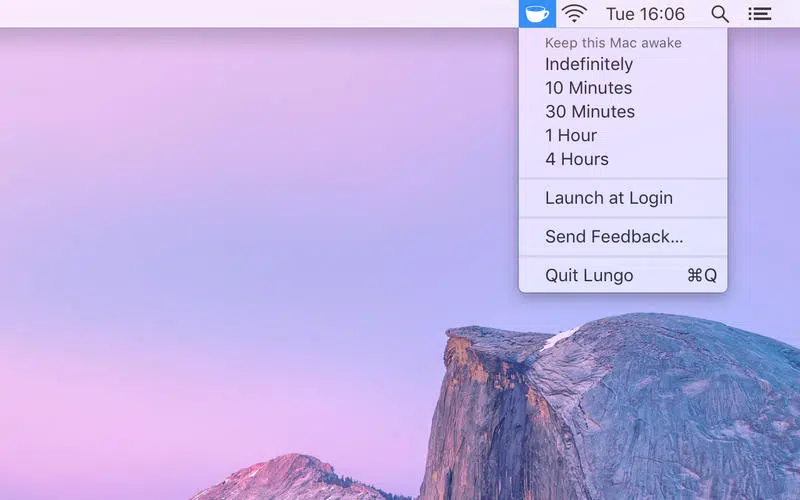 Tue 16:06
Keep this Mac awake
Indefinitely
10 Minutes
30 Minutes
1 Hour
4 Hours
Launch at Login
Send Feedback...
Quit Lungo ⌘Q